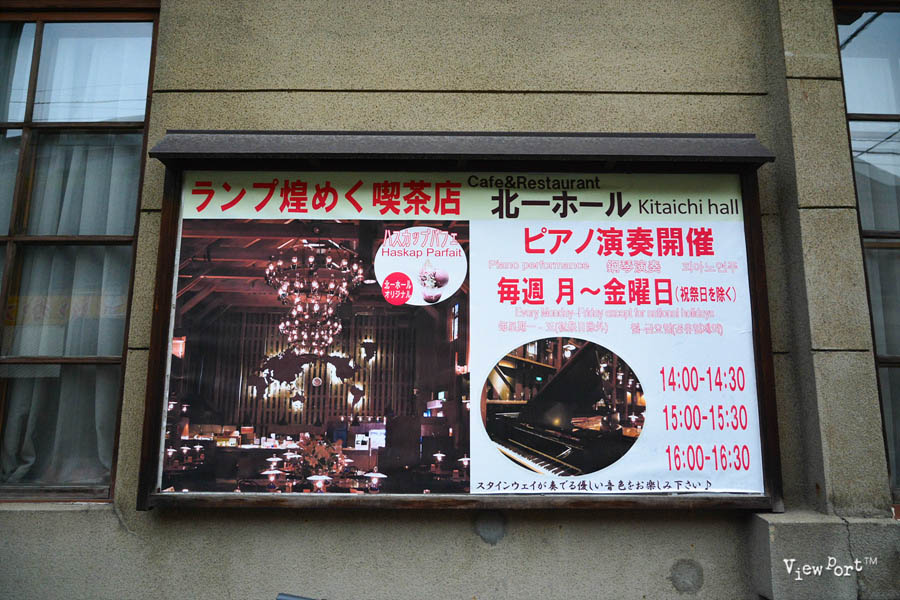 ランプ煌めく喫茶店
Cafe&Restaurant
北一ホール Kitaichi hall
ハスカップパフェ
Haskap Parfait
北一ホール
オリジナル
ピアノ演奏開催
Piano performance 鋼琴演奏 피아노연주
毎週 月～金曜日(祝祭日を除く)
Every Monday-Friday except for national holidays
14:00-14:30
15:00-15:30
16:00-16:30
スタインウェイが奏でる優しい音色をお楽しみ下さい♪
View Port™